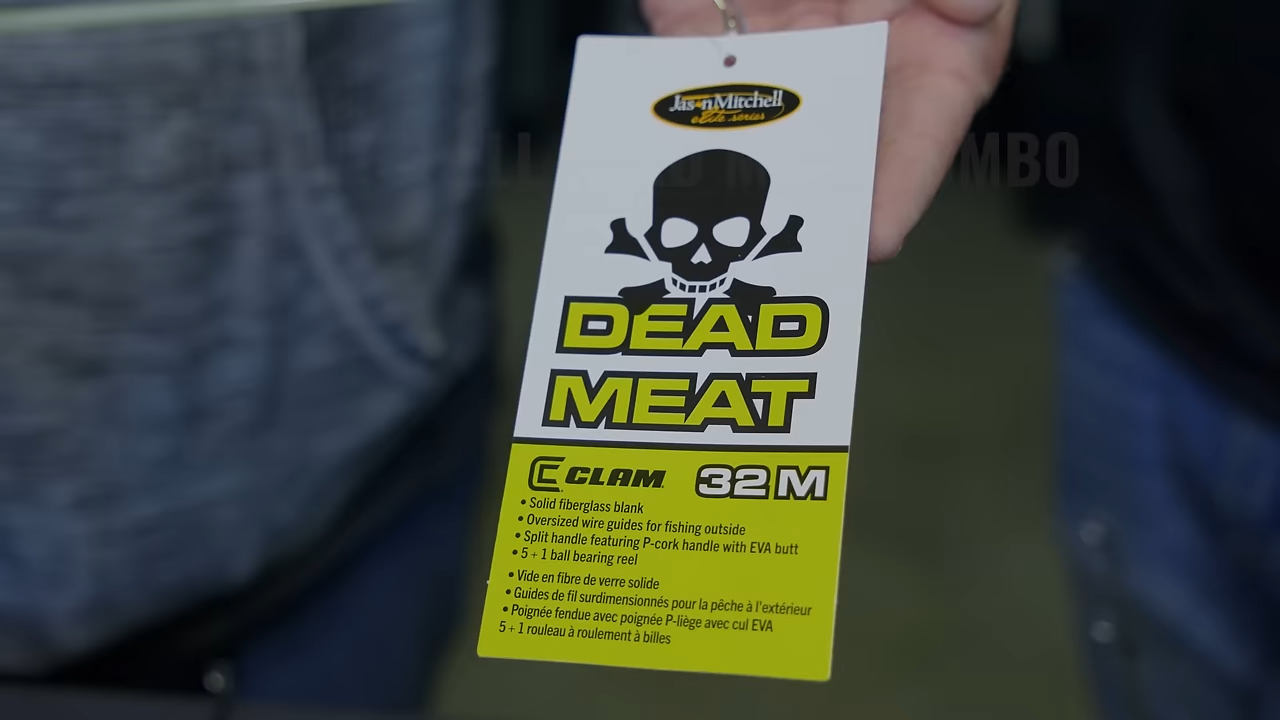 Jason Mitchell
elite series
DEAD
MEAT
CLAM 32 M
• Solid fiberglass blank
• Oversized wire guides for fishing outside
• Split handle featuring P-cork handle with EVA butt
• 5 + 1 ball bearing reel
• Vide en fibre de verre solide
• Guides de fil surdimensionnés pour la pêche à l'extérieur
• Poignée fendue avec poignée P-liège avec cul EVA
5 + 1 rouleau à roulement à billes